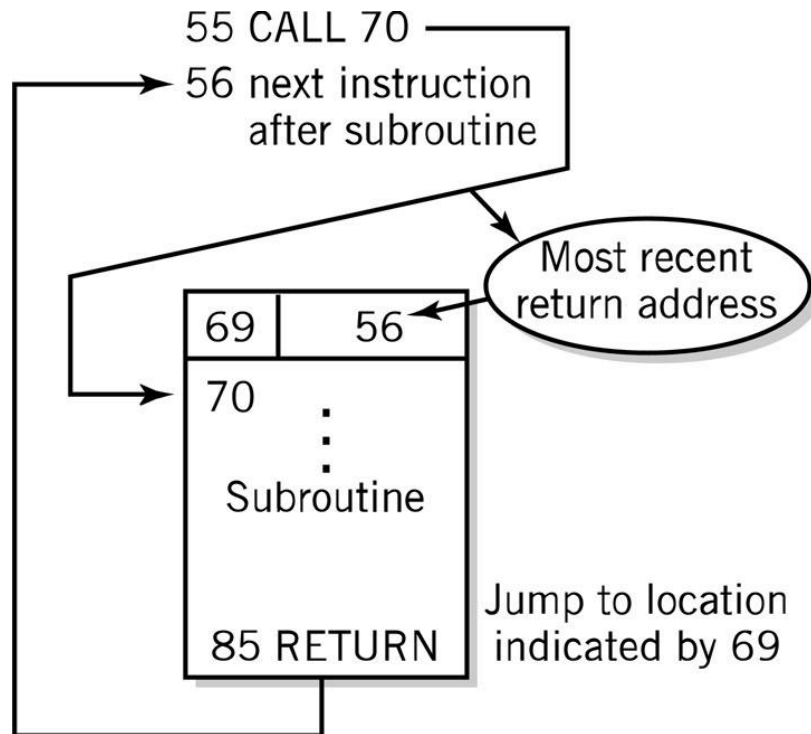 55 CALL 70
56 next instruction
after subroutine
Most recent
return address
69 56
70
Subroutine
Jump to location
indicated by 69
85 RETURN